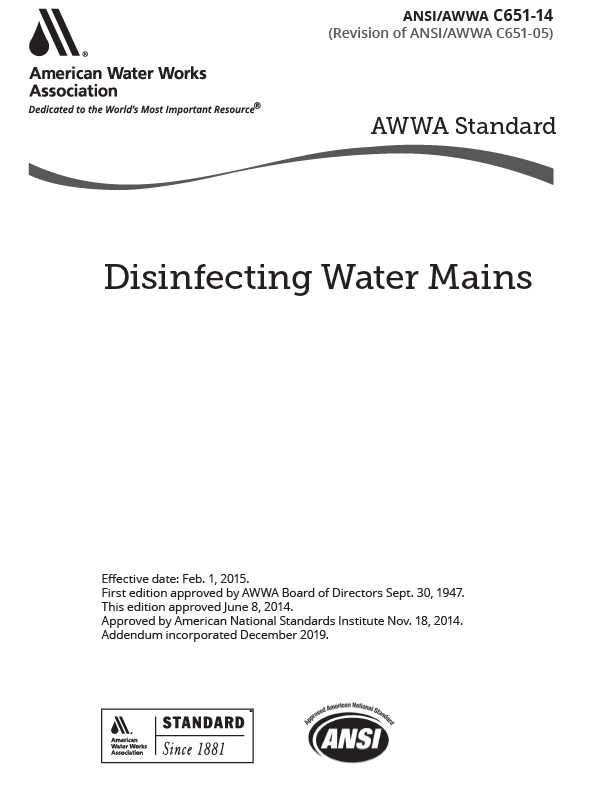 ANSI/AWWA C651-14
(Revision of ANSI/AWWA C651-05)
®
American Water Works
Association
Dedicated to the World's Most Important Resource®
AWWA Standard
Disinfecting Water Mains
Effective date: Feb. 1, 2015.
First edition approved by AWWA Board of Directors Sept. 30, 1947.
This edition approved June 8, 2014.
Approved by American National Standards Institute Nov. 18, 2014.
Addendum incorporated December 2019.
American
Water Works
Association
STANDARD
Since 1881
Approved American National Standard
ANSI